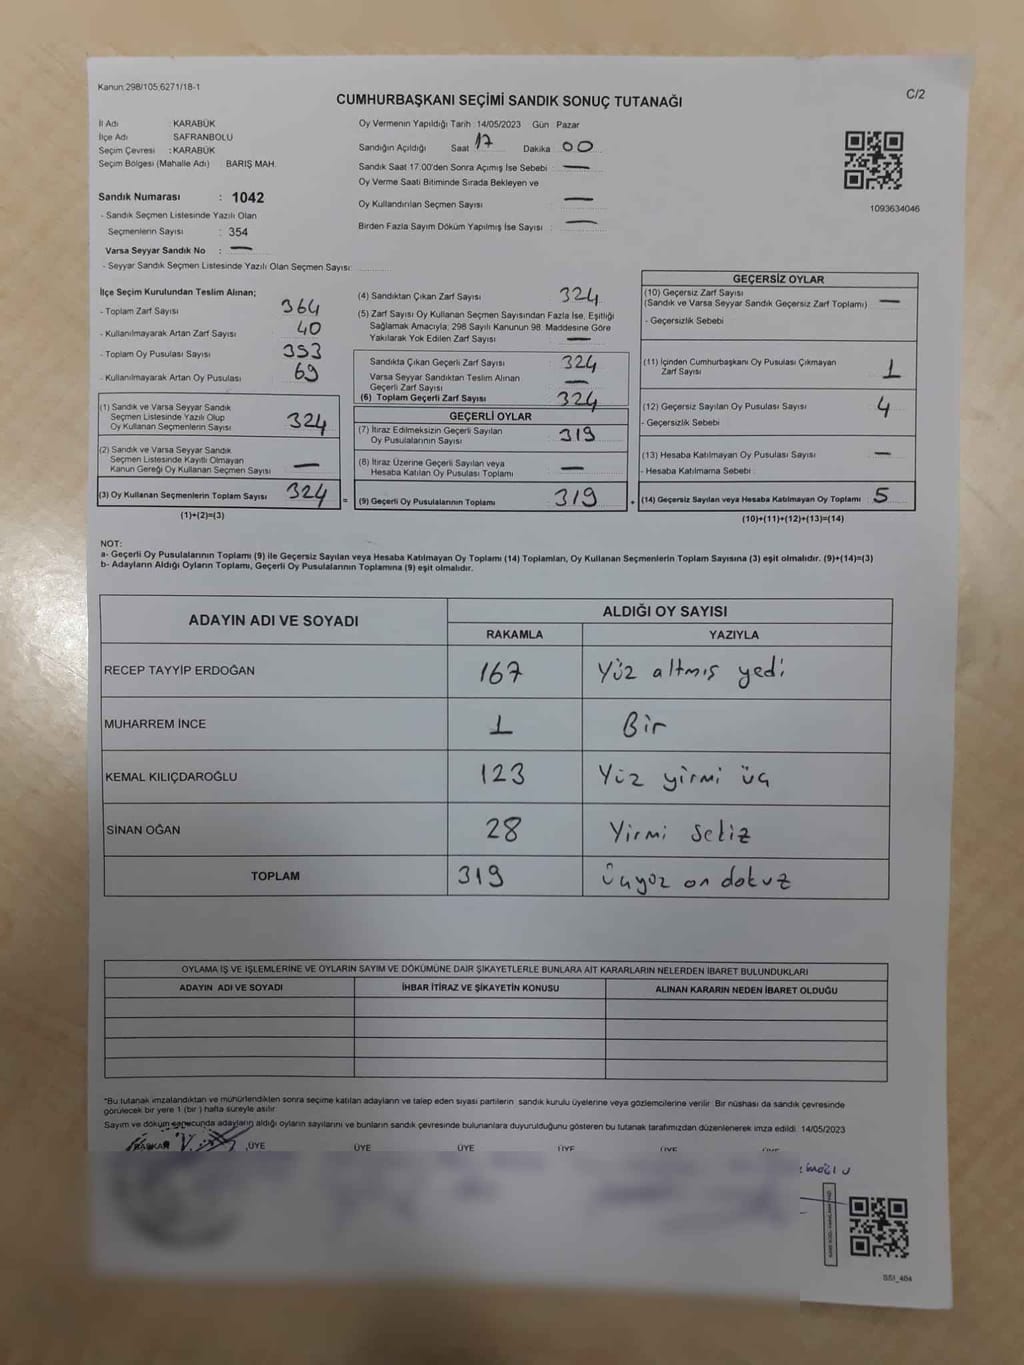 Kanun:298/105;6271/18-1
C/2
CUMHURBAŞKANI SEÇİMİ SANDIK SONUÇ TUTANAĞI
İl Adı KARABÜK
İlçe Adı SAFRANBOLU
Seçim Çevresi : KARABÜK
Seçim Bölgesi (Mahalle Adı) BARIŞ MAH.
Sandık Numarası : 1042
- Sandık Seçmen Listesinde Yazılı Olan
Seçmenlerin Sayısı : 354
Varsa Seyyar Sandık No : —
- Seyyar Sandık Seçmen Listesinde Yazılı Olan Seçmen Sayısı:
Oy Vermenin Yapıldığı Tarih :14/05/2023 Gün : Pazar
Sandığın Açıldığı Saat 17 Dakika 00
Sandık Saat 17:00'den Sonra Açımış İse Sebebi —
Oy Verme Saati Bitiminde Sırada Bekleyen ve
Oy Kullandırılan Seçmen Sayısı —
Birden Fazla Sayım Döküm Yapılmış İse Sayısı : —
1093634046
İlçe Seçim Kurulundan Teslim Alınan;
- Toplam Zarf Sayısı 364
- Kullanılmayarak Artan Zarf Sayısı 40
- Toplam Oy Pusulası Sayısı 393
- Kullanılmayarak Artan Oy Pusulası 69
(1) Sandık ve Varsa Seyyar Sandık
Seçmen Listesinde Yazılı Olup
Oy Kullanan Seçmenlerin Sayısı 324
(2) Sandık ve Varsa Seyyar Sandık
Seçmen Listesinde Kayıtlı Olmayan
Kanun Gereği Oy Kullanan Seçmen Sayısı —
(3) Oy Kullanan Seçmenlerin Toplam Sayısı 324 =
(1)+(2)=(3)
(4) Sandıktan Çıkan Zarf Sayısı 324
(5) Zarf Sayısı Oy Kullanan Seçmen Sayısından Fazla İse, Eşitliği
Sağlamak Amacıyla; 298 Sayılı Kanunun 98. Maddesine Göre
Yakılarak Yok Edilen Zarf Sayısı —
Sandıkta Çıkan Geçerli Zarf Sayısı 324
Varsa Seyyar Sandıktan Teslim Alınan
Geçerli Zarf Sayısı —
(6) Toplam Geçerli Zarf Sayısı 324
GEÇERLİ OYLAR
(7) İtiraz Edilmeksizin Geçerli Sayılan
Oy Pusulalarının Sayısı 319
(8) İtiraz Üzerine Geçerli Sayılan veya
Hesaba Katılan Oy Pusulası Toplamı —
(9) Geçerli Oy Pusulalarının Toplamı 319 +
GEÇERSİZ OYLAR
(10) Geçersiz Zarf Sayısı
(Sandık ve Varsa Seyyar Sandık Geçersiz Zarf Toplamı) —
- Geçersizlik Sebebi
(11) İçinden Cumhurbaşkanı Oy Pusulası Çıkmayan
Zarf Sayısı 1
(12) Geçersiz Sayılan Oy Pusulası Sayısı 4
- Geçersizlik Sebebi
(13) Hesaba Katılmayan Oy Pusulası Sayısı —
- Hesaba Katılmama Sebebi
(14) Geçersiz Sayılan veya Hesaba Katılmayan Oy Toplamı 5
(10)+(11)+(12)+(13)=(14)
NOT:
a- Geçerli Oy Pusulalarının Toplamı (9) ile Geçersiz Sayılan veya Hesaba Katılmayan Oy Toplamı (14) Toplamları, Oy Kullanan Seçmenlerin Toplam Sayısına (3) eşit olmalıdır. (9)+(14)=(3)
b- Adayların Aldığı Oyların Toplamı, Geçerli Oy Pusulalarının Toplamına (9) eşit olmalıdır.
ADAYIN ADI VE SOYADI ALDIĞI OY SAYISI
RAKAMLA YAZIYLA
RECEP TAYYİP ERDOĞAN 167 Yüz altmış yedi
MUHARREM İNCE 1 Bir
KEMAL KILIÇDAROĞLU 123 Yüz yirmi üç
SİNAN OĞAN 28 Yirmi sekiz
TOPLAM 319 Üçyüz on dokuz
OYLAMA İŞ VE İŞLEMLERİNE VE OYLARIN SAYIM VE DÖKÜMÜNE DAİR ŞİKAYETLERLE BUNLARA AİT KARARLARIN NELERDEN İBARET BULUNDUKLARI
ADAYIN ADI VE SOYADI İHBAR İTİRAZ VE ŞİKAYETİN KONUSU ALINAN KARARIN NEDEN İBARET OLDUĞU
*Bu tutanak imzalandıktan ve mühürlendikten sonra seçime katılan adayların ve talep eden siyasi partilerin sandık kurulu üyelerine veya gözlemcilerine verilir. Bir nüshası da sandık çevresinde
görülecek bir yere 1 (bir ) hafta süreyle asılır.
Sayım ve döküm sonucunda adayların aldığı oyların sayılarını ve bunların sandık çevresinde bulunanlara duyurulduğunu gösteren bu tutanak tarafımızdan düzenlenerek imza edildi. 14/05/2023
BAŞKAN ÜYE ÜYE ÜYE ÜYE ÜYE ÜYE
SS1_404